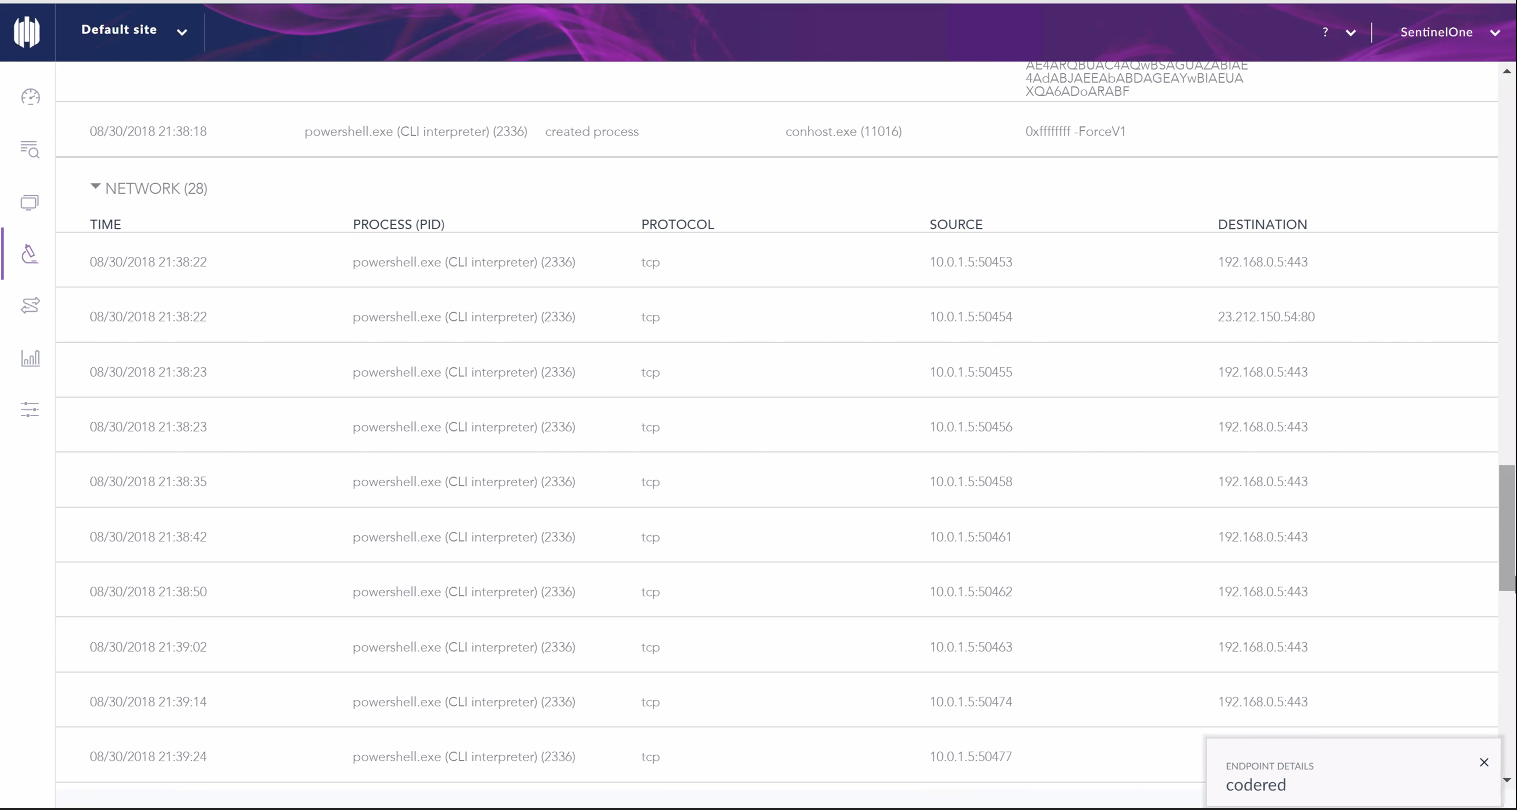 Default site
?
SentinelOne
AE4ARQBUAC4AQwBSAGUAZABIAE
4AdABJAEEAbABDAGEAYwBIAEUA
XQA6ADoARABF
08/30/2018 21:38:18 powershell.exe (CLI interpreter) (2336) created process conhost.exe (11016) 0xffffffff -ForceV1
NETWORK (28)
TIME PROCESS (PID) PROTOCOL SOURCE DESTINATION
08/30/2018 21:38:22 powershell.exe (CLI interpreter) (2336) tcp 10.0.1.5:50453 192.168.0.5:443
08/30/2018 21:38:22 powershell.exe (CLI interpreter) (2336) tcp 10.0.1.5:50454 23.212.150.54:80
08/30/2018 21:38:23 powershell.exe (CLI interpreter) (2336) tcp 10.0.1.5:50455 192.168.0.5:443
08/30/2018 21:38:23 powershell.exe (CLI interpreter) (2336) tcp 10.0.1.5:50456 192.168.0.5:443
08/30/2018 21:38:35 powershell.exe (CLI interpreter) (2336) tcp 10.0.1.5:50458 192.168.0.5:443
08/30/2018 21:38:42 powershell.exe (CLI interpreter) (2336) tcp 10.0.1.5:50461 192.168.0.5:443
08/30/2018 21:38:50 powershell.exe (CLI interpreter) (2336) tcp 10.0.1.5:50462 192.168.0.5:443
08/30/2018 21:39:02 powershell.exe (CLI interpreter) (2336) tcp 10.0.1.5:50463 192.168.0.5:443
08/30/2018 21:39:14 powershell.exe (CLI interpreter) (2336) tcp 10.0.1.5:50474 192.168.0.5:443
08/30/2018 21:39:24 powershell.exe (CLI interpreter) (2336) tcp 10.0.1.5:50477
ENDPOINT DETAILS
codered